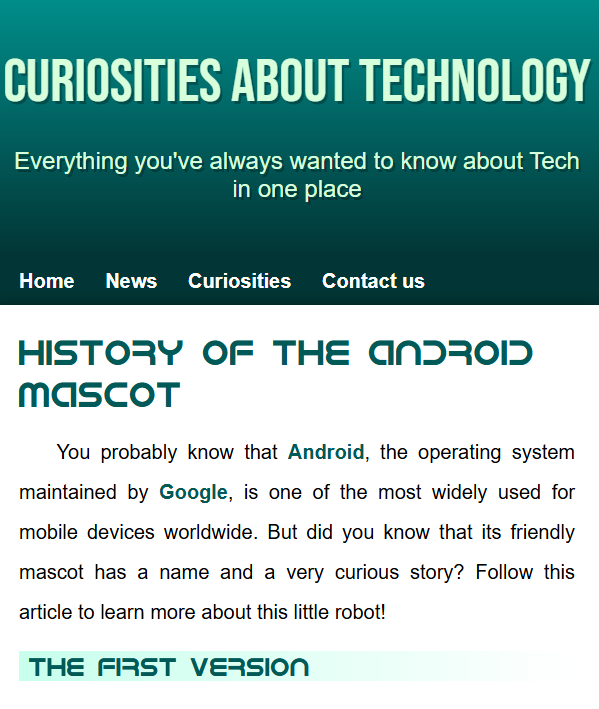 CURIOSITIES ABOUT TECHNOLOGY
Everything you've always wanted to know about Tech
in one place
Home News Curiosities Contact us
HISTORY OF THE ANDROID
MASCOT
You probably know that Android, the operating system
maintained by Google, is one of the most widely used for
mobile devices worldwide. But did you know that its friendly
mascot has a name and a very curious story? Follow this
article to learn more about this little robot!
THE FIRST VERSION